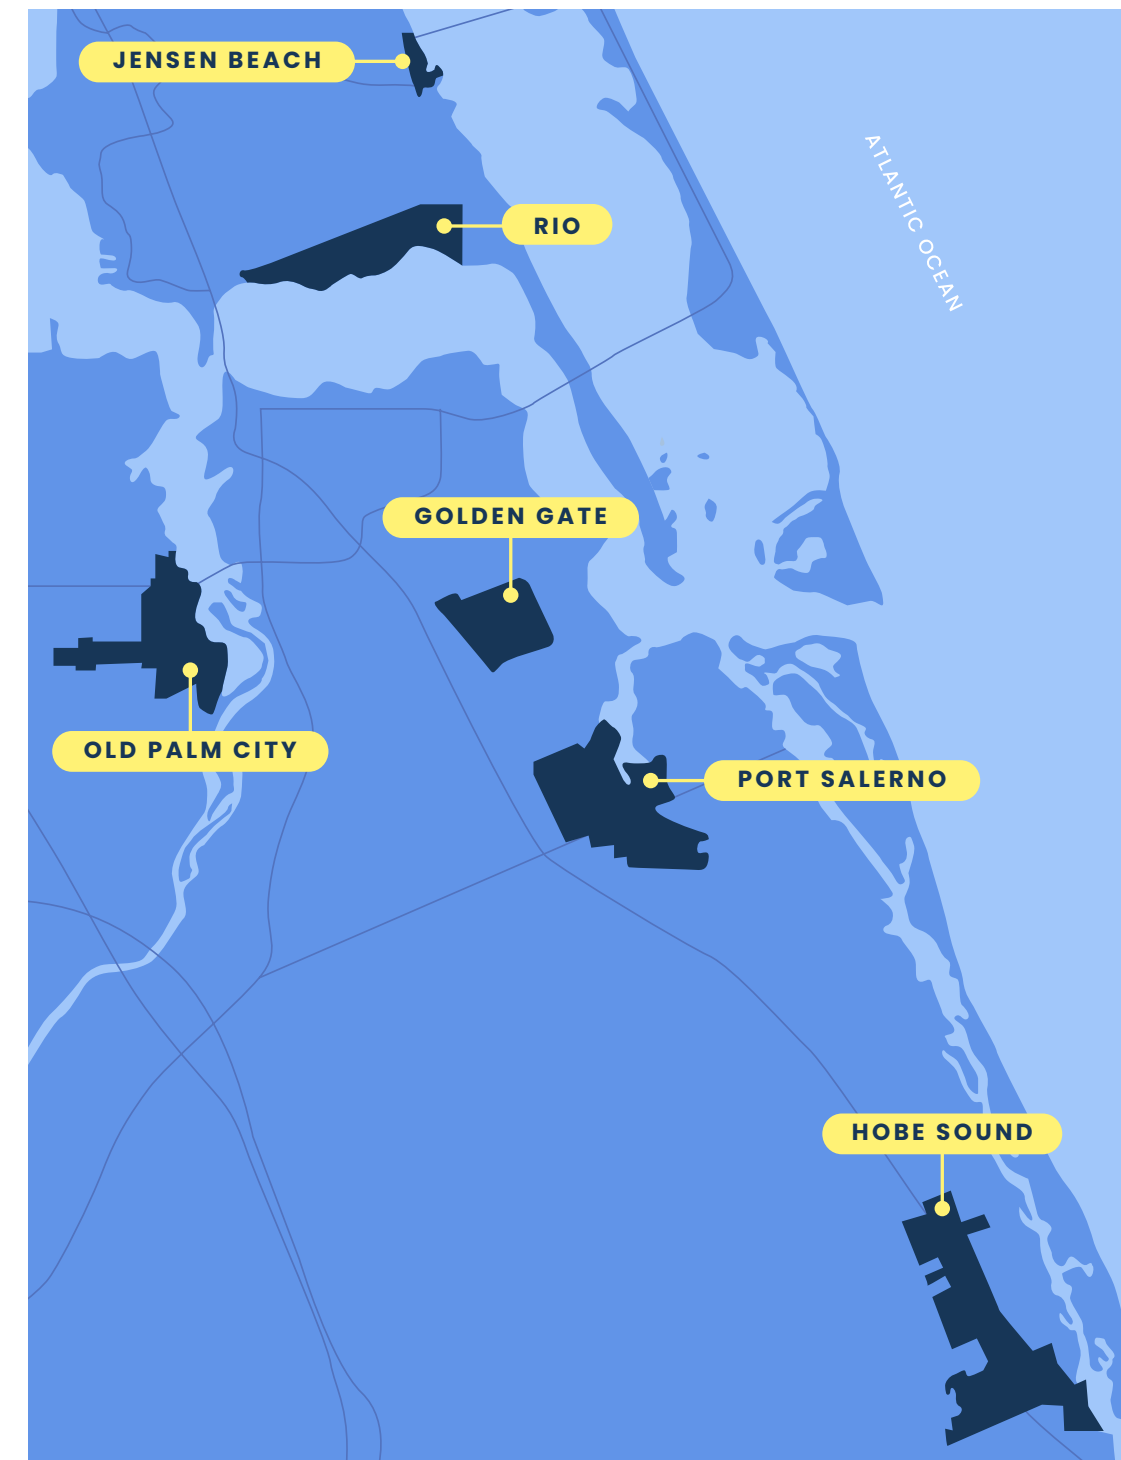 JENSEN BEACH
ATLANTIC OCEAN
RIO
GOLDEN GATE
OLD PALM CITY
PORT SALERNO
HOBE SOUND